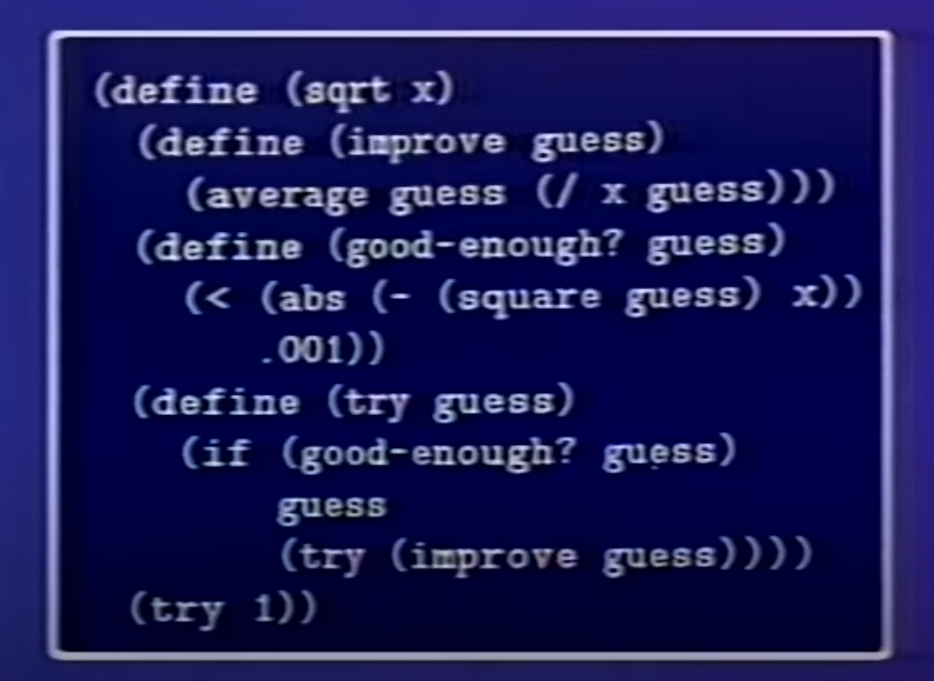 (define (sqrt x)
(define (improve guess)
(average guess (/ x guess)))
(define (good-enough? guess)
(< (abs (- (square guess) x))
.001))
(define (try guess)
(if (good-enough? guess)
guess
(try (improve guess))))
(try 1))